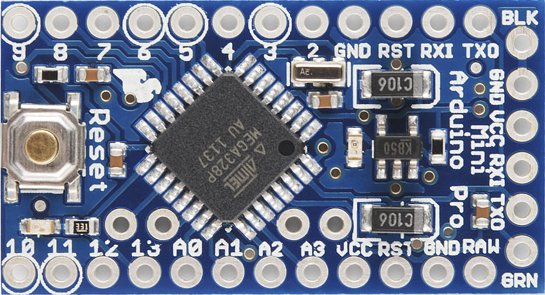 BLK
9 8 7 6 5 4 3 2 GND RST RXI TXO
Ae.
C106
GND
VCC
RXI
TXO
GRN
Reset
ATMEL
MEGA328P
AU 1137
K850
Arduino
Mini
Pro
C106
10 11 12 13 A0 A1 A2 A3 VCC RST GND RAW